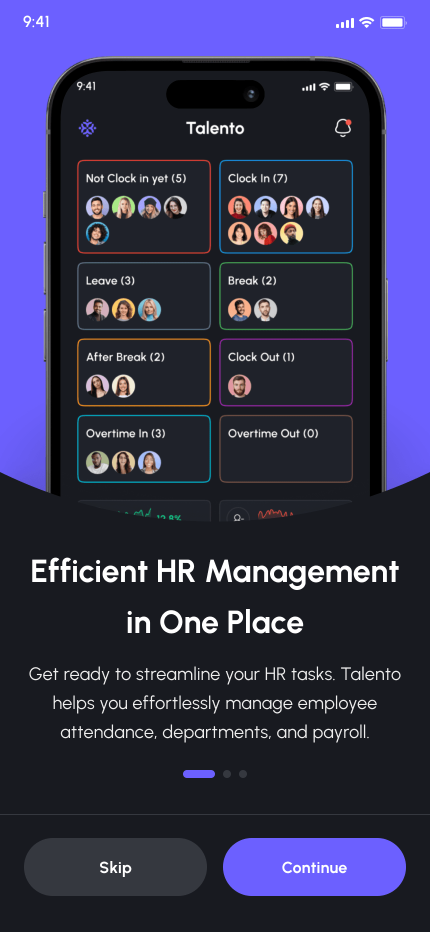 9:41
9:41
Talento
Not Clock in yet (5)
Clock In (7)
Leave (3)
Break (2)
After Break (2)
Clock Out (1)
Overtime In (3)
Overtime Out (0)
12.8%
Efficient HR Management
in One Place
Get ready to streamline your HR tasks. Talento
helps you effortlessly manage employee
attendance, departments, and payroll.
Skip
Continue